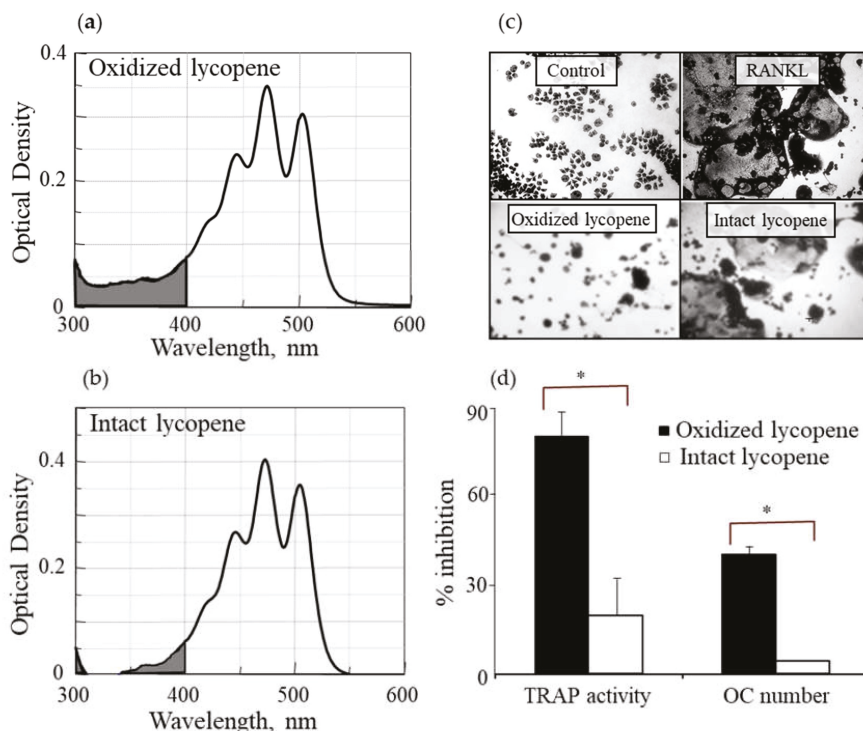 (a)
0.4
0.2
0
Optical Density
Oxidized lycopene
300 400 500 600
Wavelength, nm
(b)
0.4
0.2
0
Optical Density
Intact lycopene
300 400 500 600
Wavelength, nm
(c)
Control
RANKL
Oxidized lycopene
Intact lycopene
(d)
90
60
30
0
% inhibition
*
*
Oxidized lycopene
Intact lycopene
TRAP activity OC number